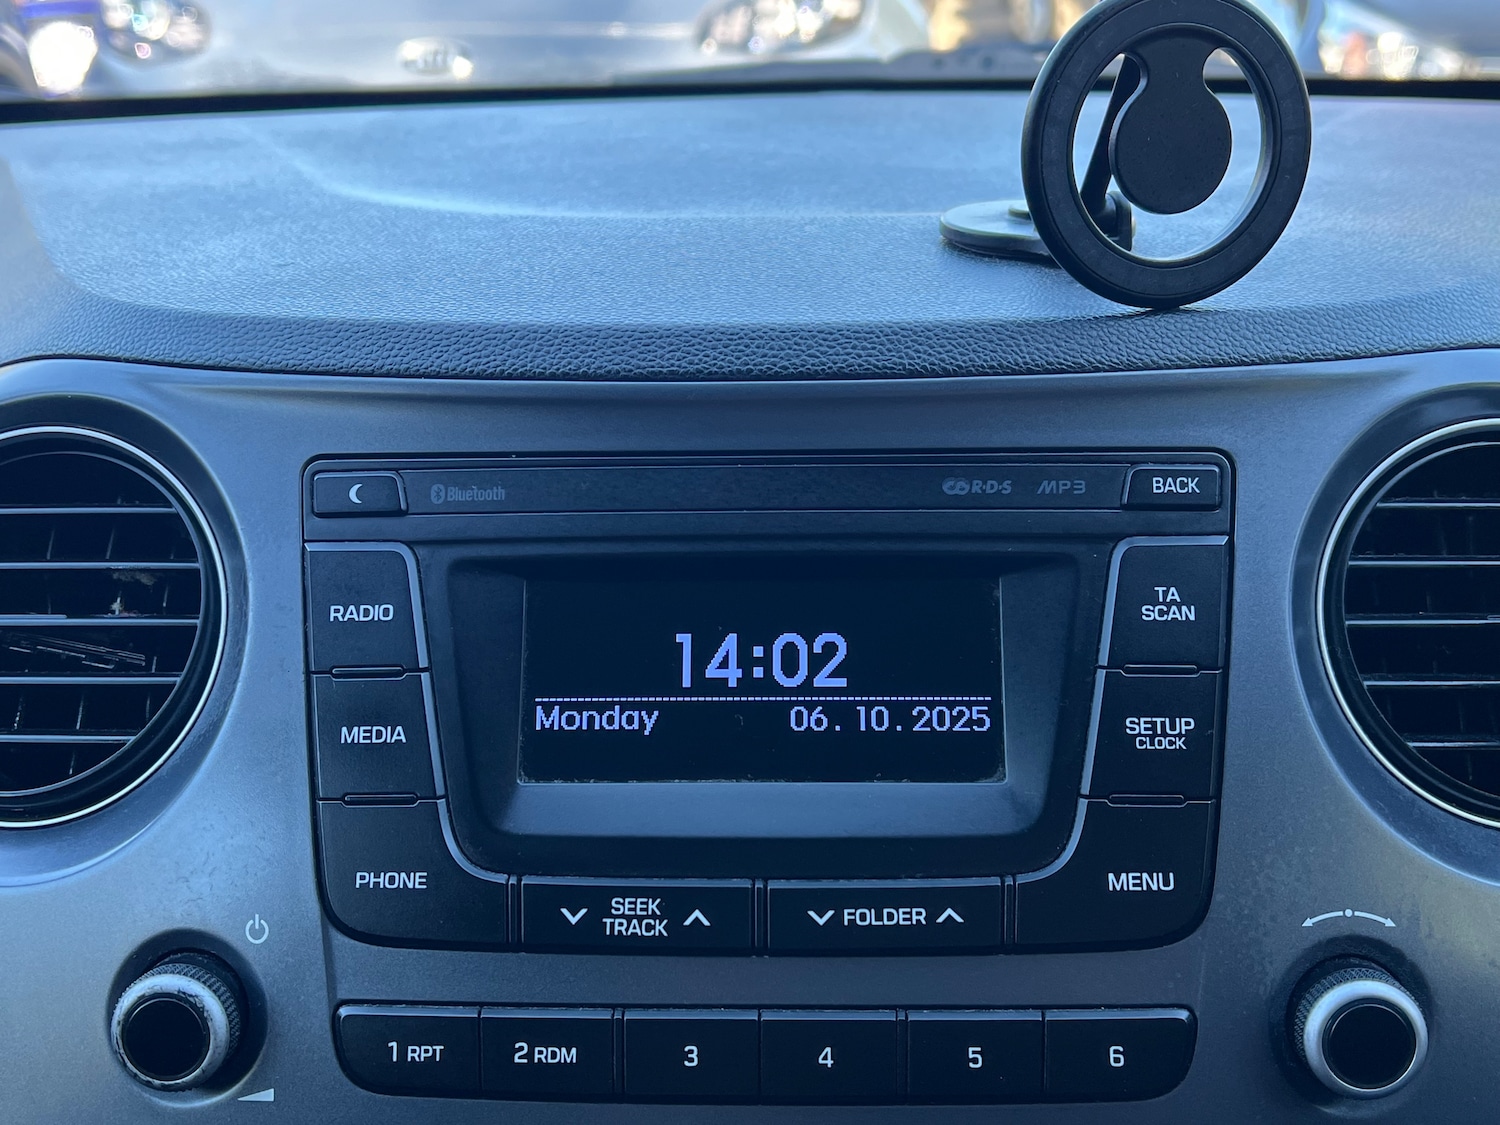 Bluetooth
R·D·S
MP3
BACK
RADIO
TA
SCAN
14:02
Monday 06.10.2025
MEDIA
SETUP
CLOCK
PHONE
MENU
SEEK
TRACK
FOLDER
1 RPT
2 RDM
3
4
5
6